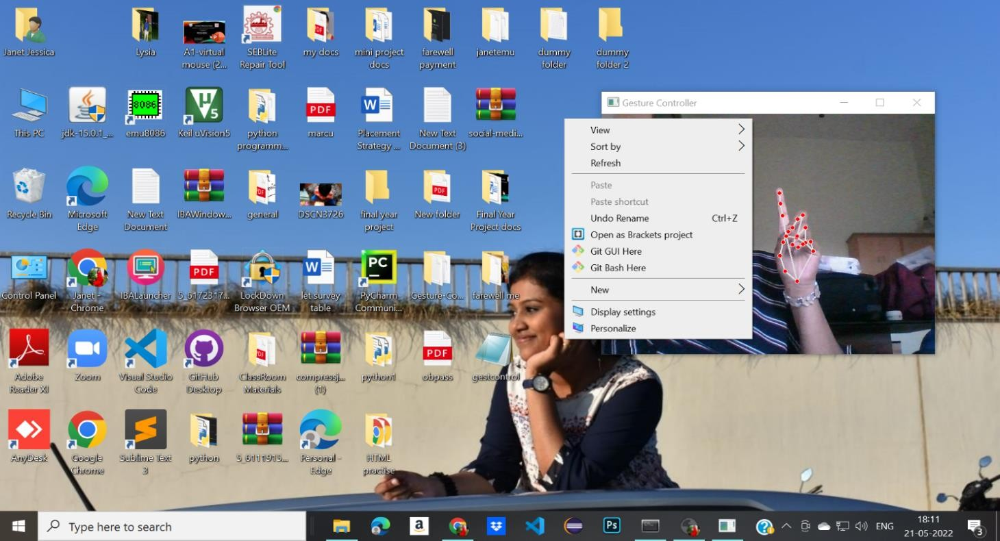 Janet Jessica
Lysia
A1-virtual
mouse (2...
SEBLite
Repair Tool
my docs
mini project
docs
farewell
payment
janetemu
dummy
folder
dummy
folder 2
This PC
jdk-15.0.1_...
8086
emu8086
μ
V5
Keil uVision5
python
programm...
PDF
marcu
W
Placement
Strategy ...
New Text
Document (3)
social-medi...
Recycle Bin
Microsoft
Edge
New Text
Document
IBAWindow...
PDF
general
DSCN3726
final year
project
PDF
New folder
Final Year
Project docs
Control Panel
Janet -
Chrome
IBALauncher
PDF
5_6172317...
LockDown
Browser OEM
W
let survey
table
PC
PyCharm
Communi...
Gesture-Co...
farewell me
Adobe
Reader XI
Zoom
Visual Studio
Code
GitHub
Desktop
PDF
ClassRoom
Materials
compressj...
(1)
python1
PDF
obpass
gesitcontrol
AnyDesk
Google
Chrome
Sublime Text
3
python
5_6111915...
Personal -
Edge
HTML
practise
Gesture Controller
View
Sort by
Refresh
Paste
Paste shortcut
Undo Rename Ctrl+Z
Open as Brackets project
Git GUI Here
Git Bash Here
New
Display settings
Personalize
Type here to search
a
Ps
ENG
18:11
21-05-2022
3